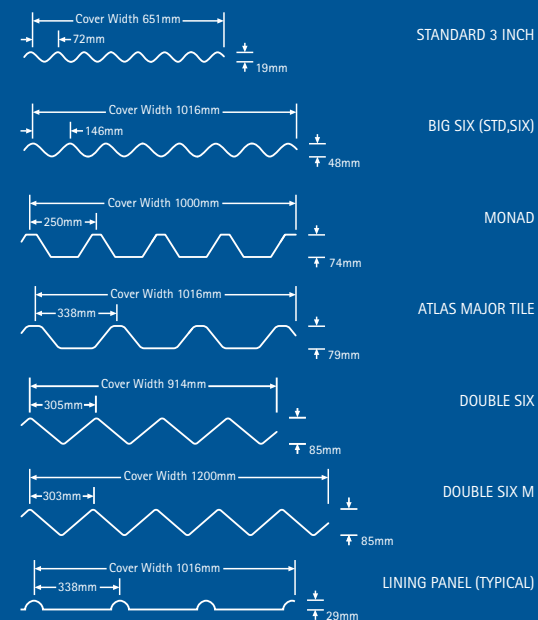 Cover Width 651mm
72mm
19mm
STANDARD 3 INCH
Cover Width 1016mm
146mm
48mm
BIG SIX (STD,SIX)
Cover Width 1000mm
250mm
74mm
MONAD
Cover Width 1016mm
338mm
79mm
ATLAS MAJOR TILE
Cover Width 914mm
305mm
85mm
DOUBLE SIX
Cover Width 1200mm
303mm
85mm
DOUBLE SIX M
Cover Width 1016mm
338mm
29mm
LINING PANEL (TYPICAL)